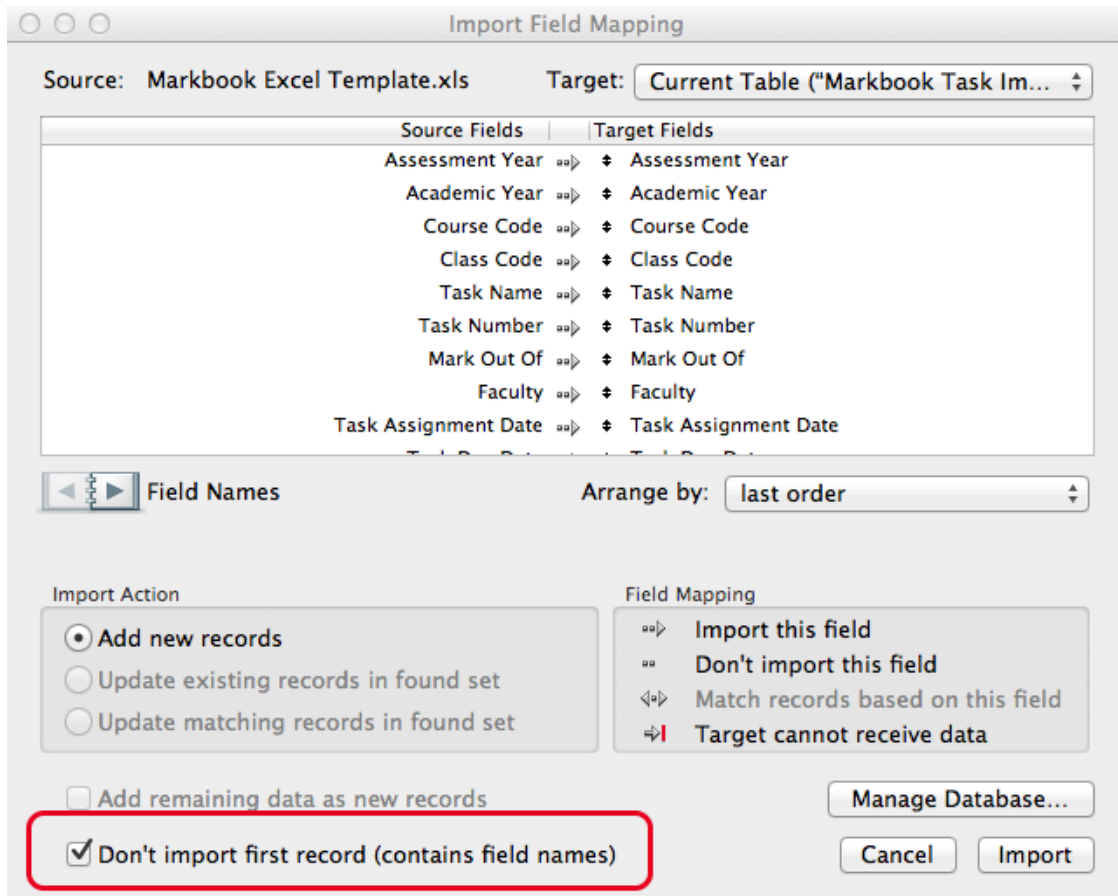 Import Field Mapping
Source: Markbook Excel Template.xls Target: Current Table ("Markbook Task Im...
Source Fields Target Fields
Assessment Year Assessment Year
Academic Year Academic Year
Course Code Course Code
Class Code Class Code
Task Name Task Name
Task Number Task Number
Mark Out Of Mark Out Of
Faculty Faculty
Task Assignment Date Task Assignment Date
Field Names Arrange by: last order
Import Action
Add new records
Update existing records in found set
Update matching records in found set
Field Mapping
Import this field
Don't import this field
Match records based on this field
Target cannot receive data
Add remaining data as new records Manage Database...
Don't import first record (contains field names) Cancel Import